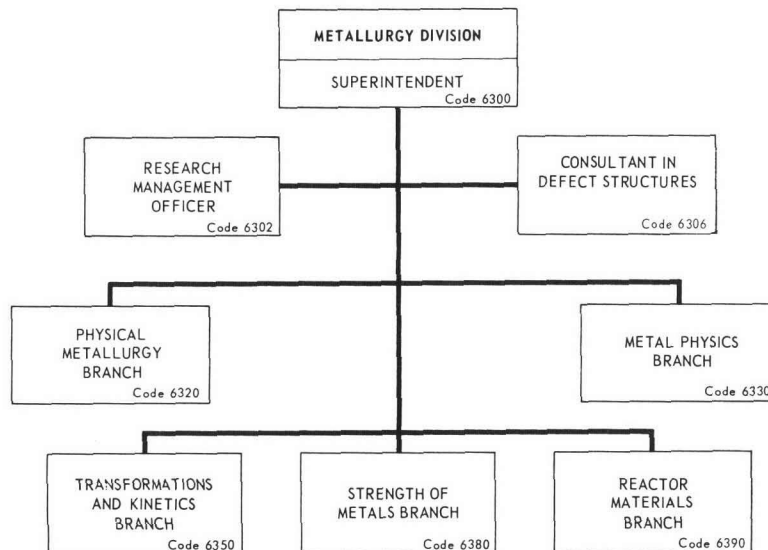 METALLURGY DIVISION
SUPERINTENDENT
Code 6300
RESEARCH
MANAGEMENT
OFFICER
Code 6302
CONSULTANT IN
DEFECT STRUCTURES
Code 6306
PHYSICAL
METALLURGY
BRANCH
Code 6320
METAL PHYSICS
BRANCH
Code 6330
TRANSFORMATIONS
AND KINETICS
BRANCH
Code 6350
STRENGTH OF
METALS BRANCH
Code 6380
REACTOR
MATERIALS
BRANCH
Code 6390